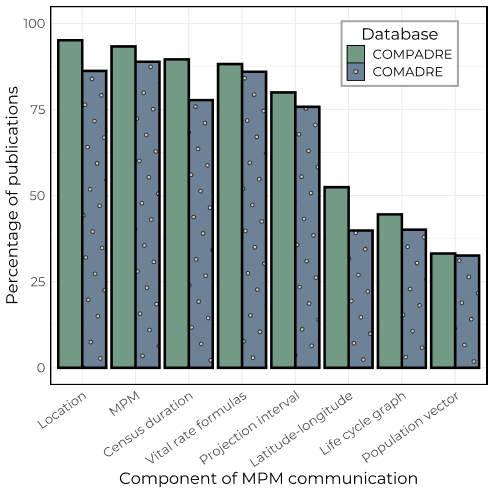 Database
COMPADRE
COMADRE
Percentage of publications
100
75
50
25
0
Location
MPM
Census duration
Vital rate formulas
Projection interval
Latitude-longitude
Life cycle graph
Population vector
Component of MPM communication